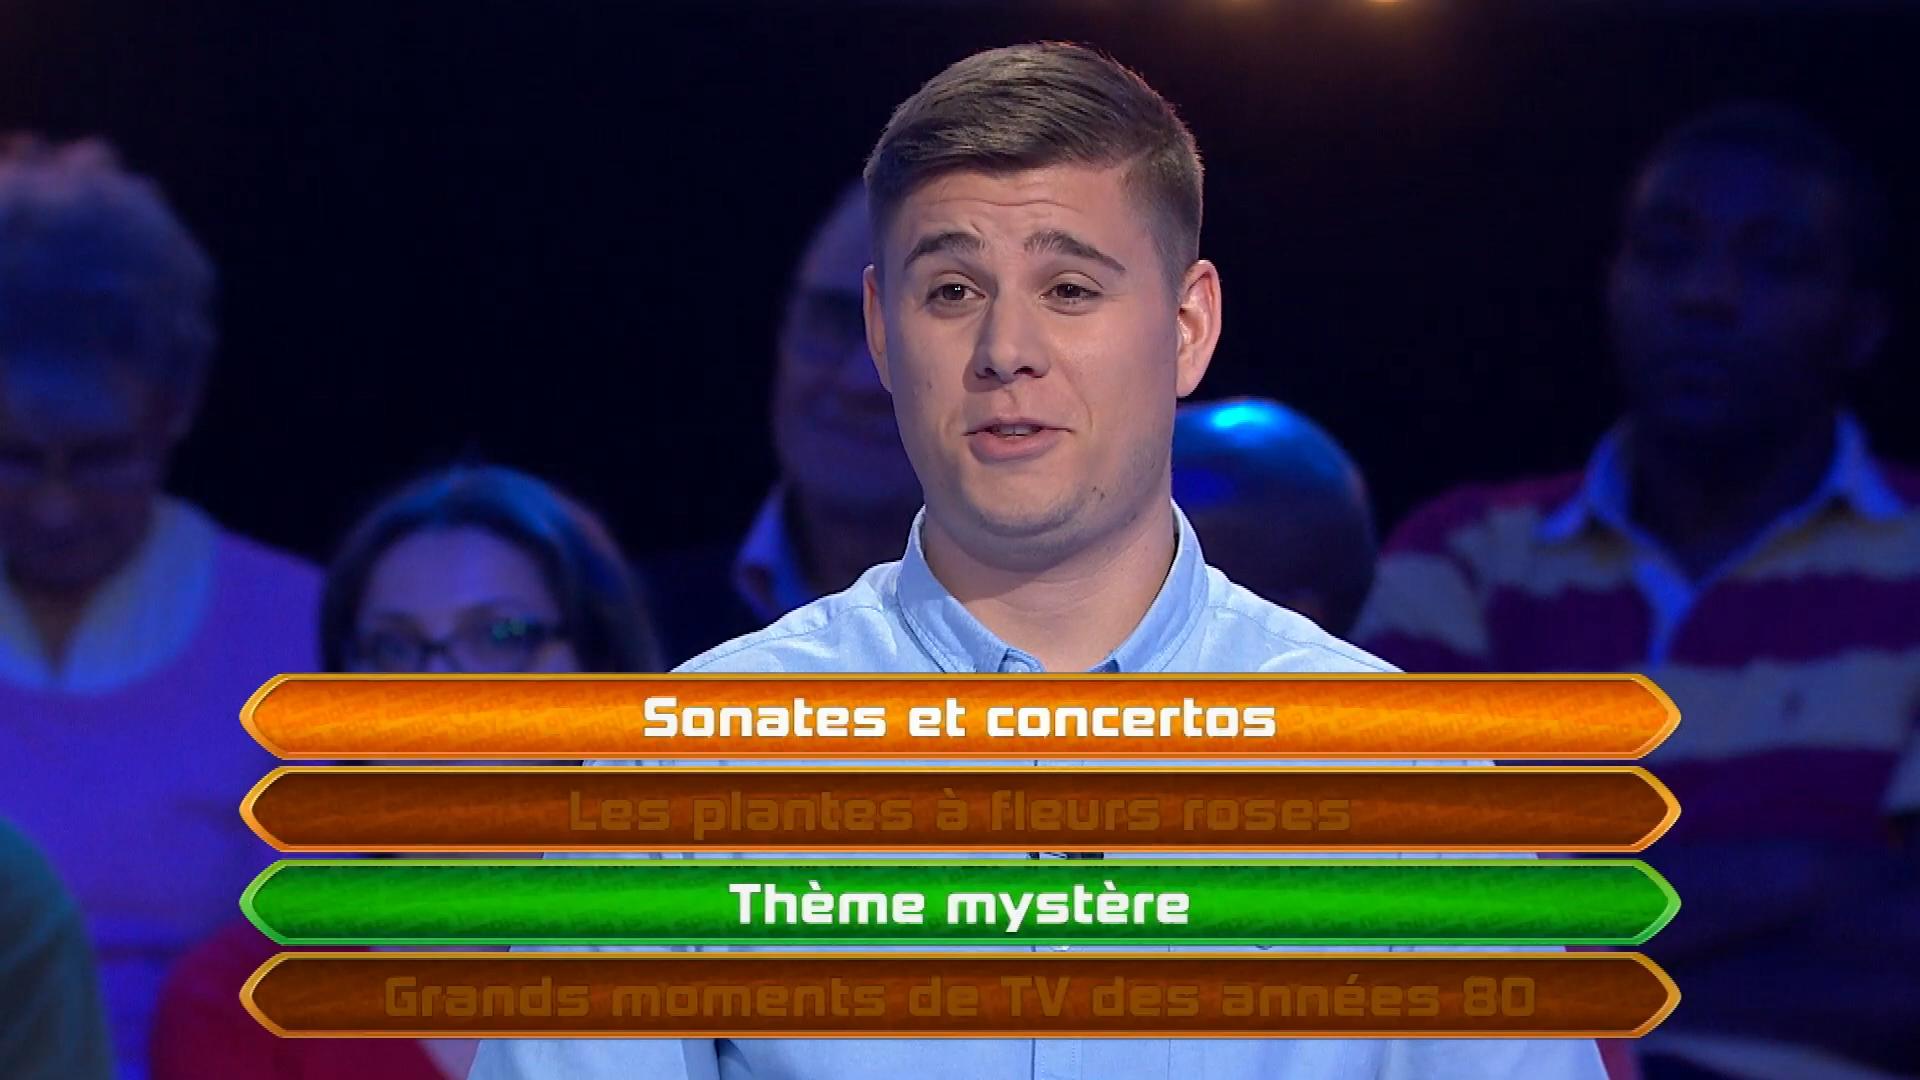 Sonates et concertos
Les plantes à fleurs roses
Thème mystère
Grands moments de TV des années 80